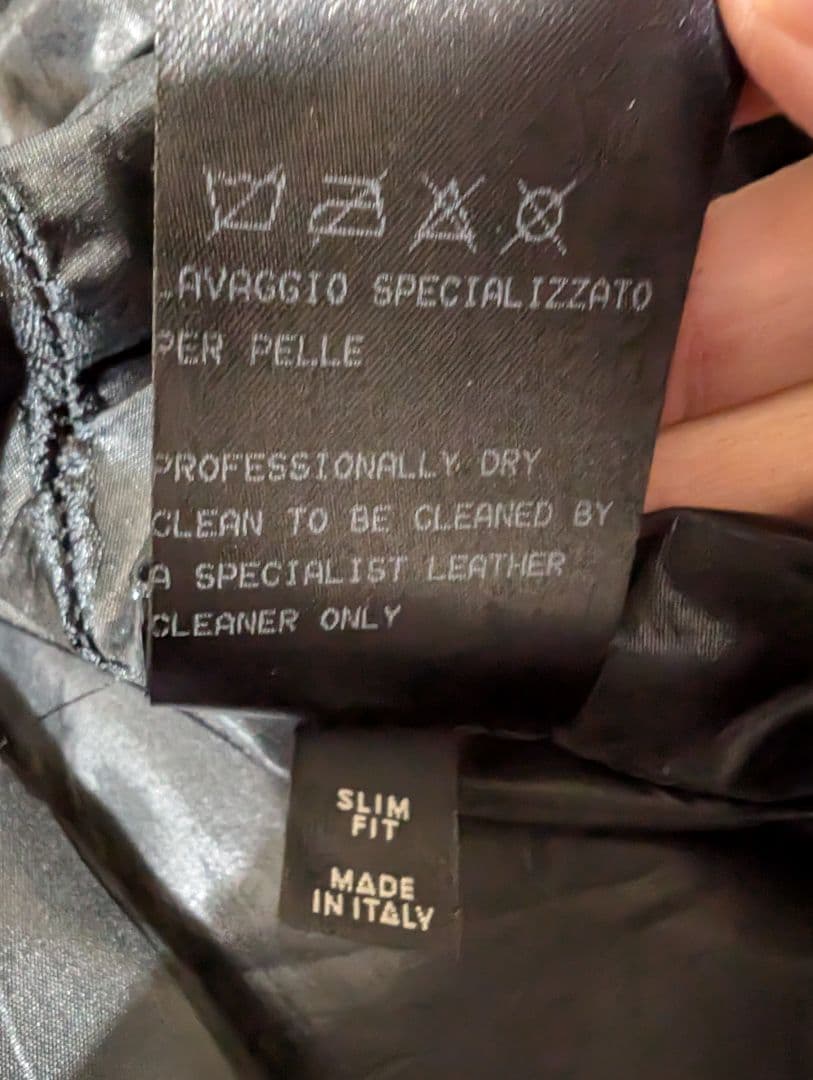 LAVAGGIO SPECIALIZZATO
PER PELLE
PROFESSIONALLY DRY
CLEAN TO BE CLEANED BY
A SPECIALIST LEATHER
CLEANER ONLY
SLIM
FIT
MADE
IN ITALY